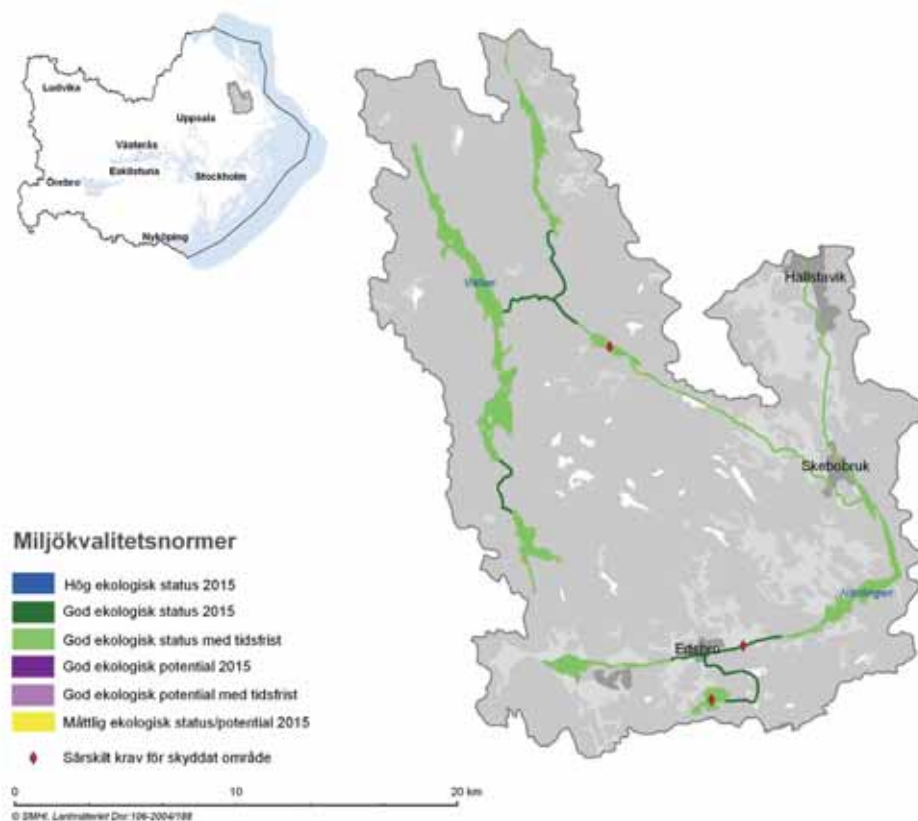 Ludvika
Uppsala
Västerås
Eskilstuna
Örebro
Stockholm
Nyköping
Hallstavik
Skebobruk
Närdingen
Edsbro
Miljökvalitetsnormer
Hög ekologisk status 2015
God ekologisk status 2015
God ekologisk status med tidsfrist
God ekologisk potential 2015
God ekologisk potential med tidsfrist
Måttlig ekologisk status/potential 2015
Särskilt krav för skyddat område
0 10 20 km
© SMHI, Lantmäteriet Dnr:106-2004/188